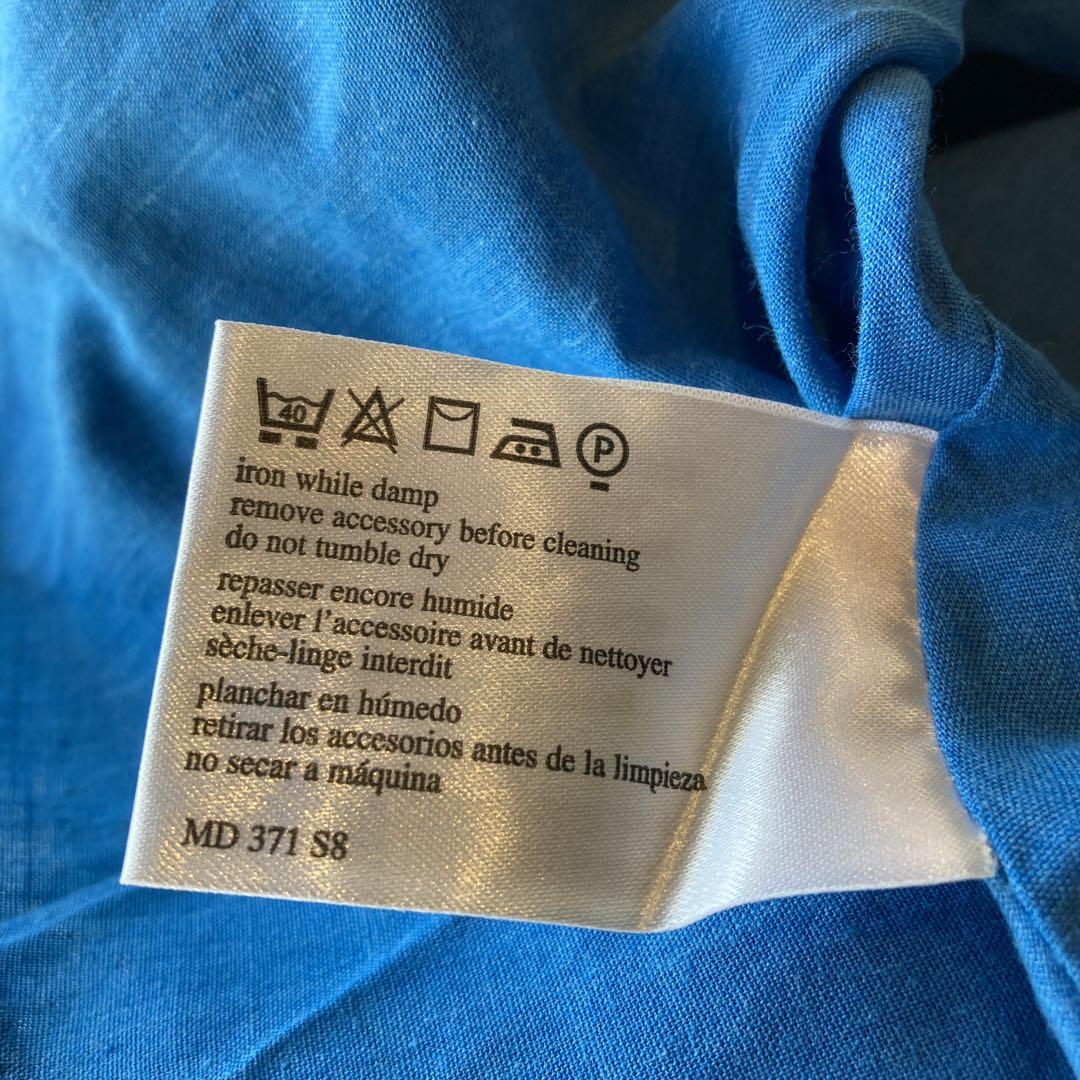 40 P
iron while damp
remove accessory before cleaning
do not tumble dry
repasser encore humide
enlever l'accessoire avant de nettoyer
sèche-linge interdit
planchar en húmedo
retirar los accesorios antes de la limpieza
no secar a máquina
MD 371 S8